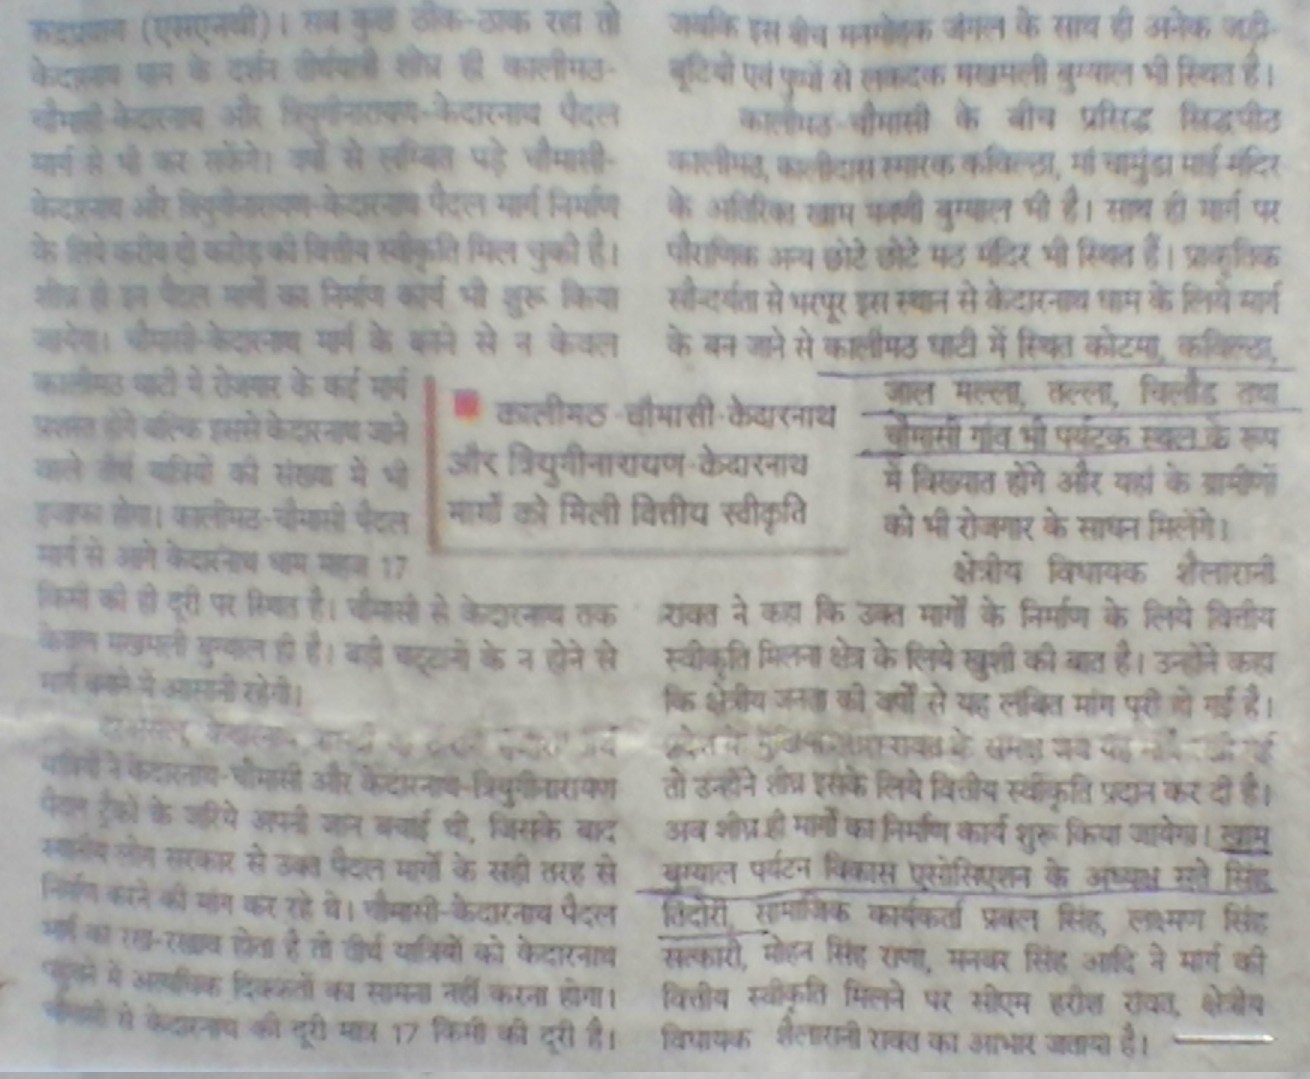 रुद्रप्रयाग (एसएनबी)। सब कुछ ठीक-ठाक रहा तो
केदारनाथ धाम के दर्शन तीर्थयात्री शीघ्र ही कालीमठ-
चौमासी-केदारनाथ और त्रियुगीनारायण-केदारनाथ पैदल
मार्ग से भी कर सकेंगे। वर्षों से लम्बित पड़े चौमासी-
केदारनाथ और त्रियुगीनारायण-केदारनाथ पैदल मार्ग निर्माण
के लिये करीब दो करोड़ की वित्तीय स्वीकृति मिल चुकी है।
शीघ्र ही इन पैदल मार्गों का निर्माण कार्य भी शुरू किया
जायेगा। चौमासी-केदारनाथ मार्ग के बनने से न केवल
कालीमठ घाटी में रोजगार के कई मार्ग
प्रशस्त होंगे बल्कि इससे केदारनाथ जाने
वाले तीर्थ यात्रियों की संख्या में भी
इजाफा होगा। कालीमठ-चौमासी पैदल
मार्ग से आगे केदारनाथ धाम महज 17
किमी की ही दूरी पर स्थित है। चौमासी से केदारनाथ तक
केवल मखमली बुग्याल ही है। बड़ी चट्टानों के न होने से
मार्ग बनाने में आसानी रहेगी।
दरअसल, केदारनाथ
यात्रियों ने केदारनाथ-चौमासी और केदारनाथ-त्रियुगीनारायण
पैदल ट्रैकों के जरिये अपनी जान बचाई थी, जिसके बाद
स्थानीय लोग सरकार से उक्त पैदल मार्गों के सही तरह से
निर्माण करने की मांग कर रहे थे। चौमासी-केदारनाथ पैदल
मार्ग का रख-रखाव होता है तो तीर्थ यात्रियों को केदारनाथ
पहुंचने में अत्यधिक दिक्कतों का सामना नहीं करना होगा।
चौमासी से केदारनाथ की दूरी मात्र 17 किमी की दूरी है।
कालीमठ-चौमासी-केदारनाथ
और त्रियुगीनारायण-केदारनाथ
मार्गों को मिली वित्तीय स्वीकृति
जबकि इस बीच मनमोहक जंगल के साथ ही अनेक जड़ी-
बूटियों एवं पुष्पों से लकदक मखमली बुग्याल भी स्थित है।
कालीमठ-चौमासी के बीच प्रसिद्ध सिद्धपीठ
कालीमठ, कालीदास स्मारक कविल्ठा, मां चामुंडा माई मंदिर
के अतिरिक्त खाम मनणी बुग्याल भी है। साथ ही मार्ग पर
पौराणिक अन्य छोटे छोटे मठ मंदिर भी स्थित हैं। प्राकृतिक
सौन्दर्यता से भरपूर इस स्थान से केदारनाथ धाम के लिये मार्ग
के बन जाने से कालीमठ घाटी में स्थित कोटमा, कविल्ठा,
जाल मल्ला, तल्ला, चिलौंड तथा
चौमासी गांव भी पर्यटक स्थल के रूप
में विख्यात होंगे और यहां के ग्रामीणों
को भी रोजगार के साधन मिलेंगे।
क्षेत्रीय विधायक शैलारानी
रावत ने कहा कि उक्त मार्गों के निर्माण के लिये वित्तीय
स्वीकृति मिलना क्षेत्र के लिये खुशी की बात है। उन्होंने कहा
कि क्षेत्रीय जनता की वर्षों से यह लंबित मांग पूरी हो गई है।
रावत के समक्ष जब यह
तो उन्होंने शीघ्र इसके लिये वित्तीय स्वीकृति प्रदान कर दी है।
अब शीघ्र ही मार्गों का निर्माण कार्य शुरू किया जायेगा। खाम
बुग्याल पर्यटन विकास एसोसिएशन के अध्यक्ष सते सिंह
तिंदोरी, सामाजिक कार्यकर्ता प्रबल सिंह, लक्ष्मण सिंह
सत्कारी, मोहन सिंह राणा, मनवर सिंह आदि ने मार्ग की
वित्तीय स्वीकृति मिलने पर सीएम हरीश रावत, क्षेत्रीय
विधायक शैलारानी रावत का आभार जताया है।